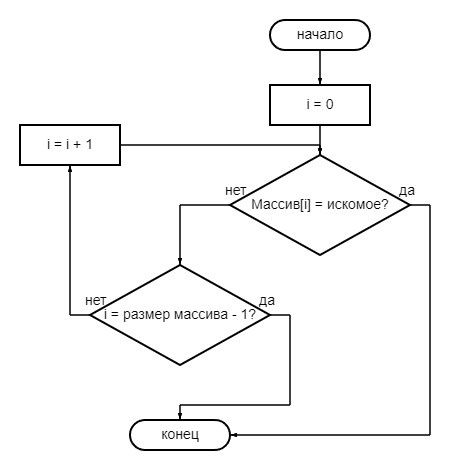 начало
i = 0
i = i + 1
нет
Массив[i] = искомое?
да
нет
i = размер массива - 1?
да
конец